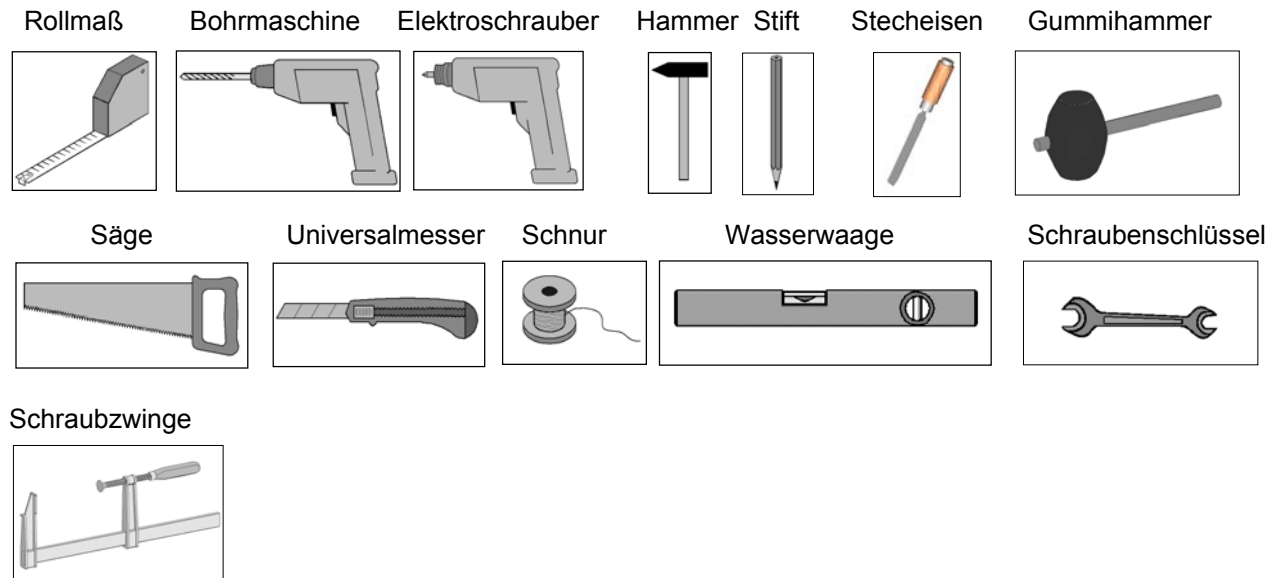 Rollmaß Bohrmaschine Elektroschrauber Hammer Stift Stecheisen Gummihammer
Säge Universalmesser Schnur Wasserwaage Schraubenschlüssel
Schraubzwinge